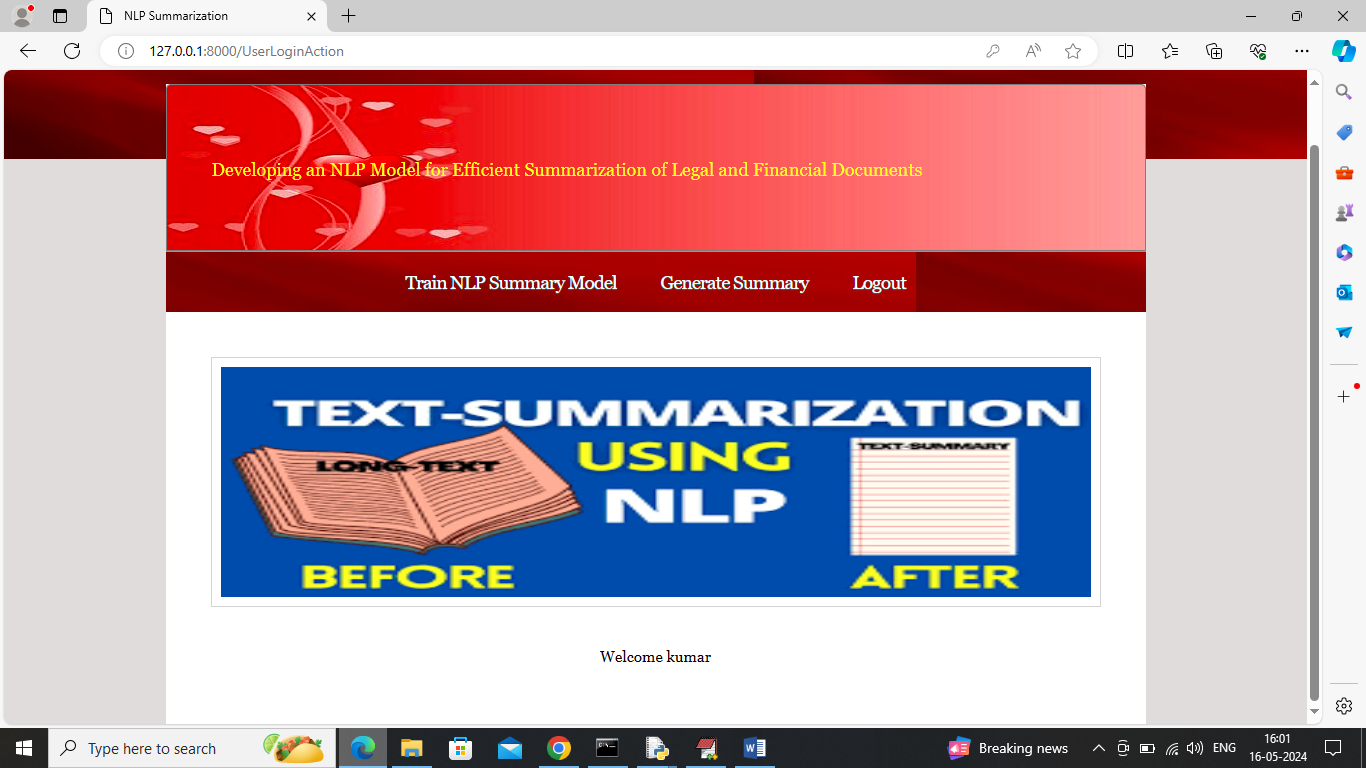 NLP Summarization
127.0.0.1:8000/UserLoginAction
Developing an NLP Model for Efficient Summarization of Legal and Financial Documents
Train NLP Summary Model Generate Summary Logout
TEXT-SUMMARIZATION
LONG-TEXT
USING
NLP
TEXT-SUMMARY
BEFORE
AFTER
Welcome kumar
Type here to search
Breaking news
ENG
16:01
16-05-2024